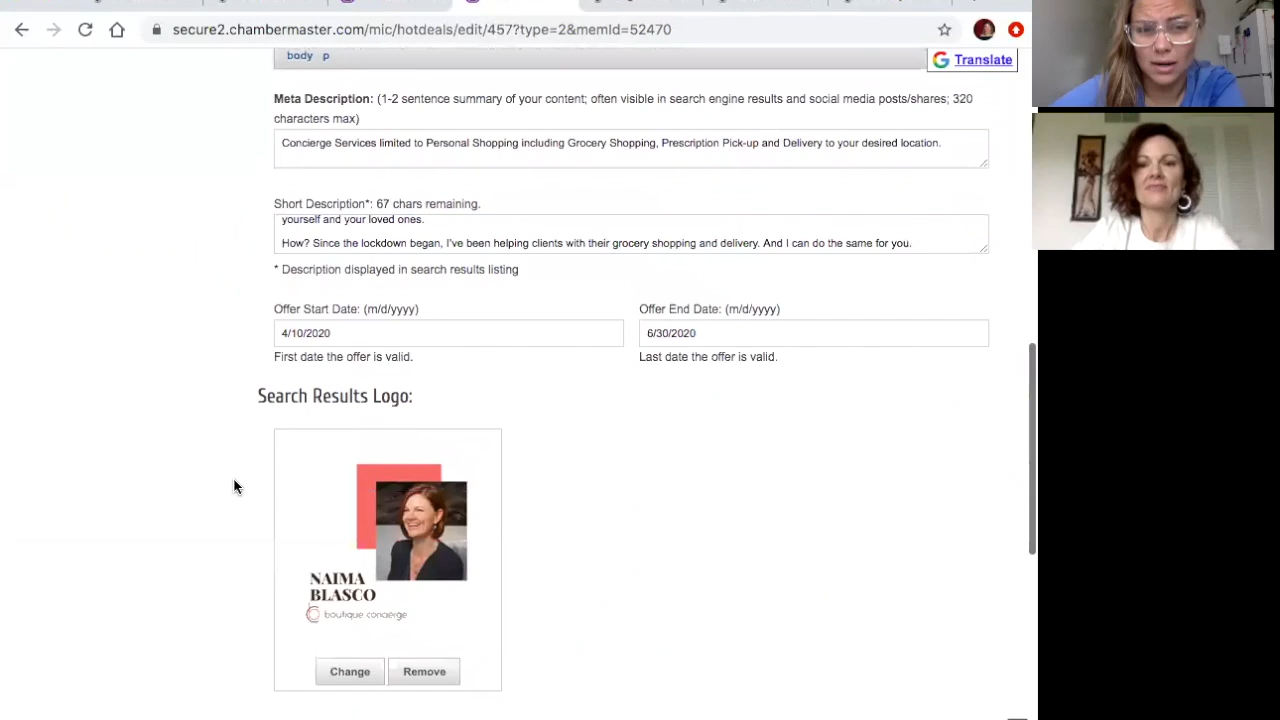 secure2.chambermaster.com/mic/hotdeals/edit/457?type=2&memId=52470
body p
Translate
Meta Description: (1-2 sentence summary of your content; often visible in search engine results and social media posts/shares; 320
characters max)
Concierge Services limited to Personal Shopping including Grocery Shopping, Prescription Pick-up and Delivery to your desired location.
Short Description*: 67 chars remaining.
yourself and your loved ones.
How? Since the lockdown began, I've been helping clients with their grocery shopping and delivery. And I can do the same for you.
* Description displayed in search results listing
Offer Start Date: (m/d/yyyy)
Offer End Date: (m/d/yyyy)
4/10/2020
6/30/2020
First date the offer is valid.
Last date the offer is valid.
Search Results Logo:
NAIMA
BLASCO
boutique concierge
Change
Remove